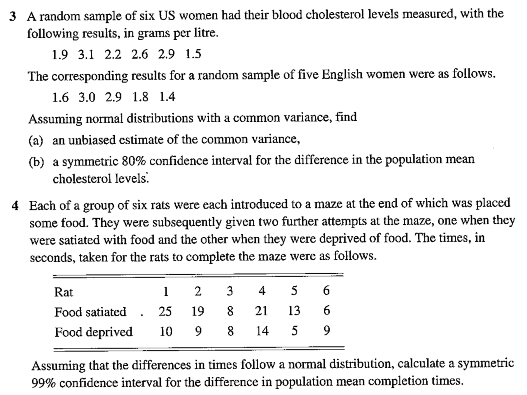 3 A random sample of six US women had their blood cholesterol levels measured, with the
following results, in grams per litre.
1.9 3.1 2.2 2.6 2.9 1.5
The corresponding results for a random sample of five English women were as follows.
1.6 3.0 2.9 1.8 1.4
Assuming normal distributions with a common variance, find
(a) an unbiased estimate of the common variance,
(b) a symmetric 80% confidence interval for the difference in the population mean
cholesterol levels.
4 Each of a group of six rats were each introduced to a maze at the end of which was placed
some food. They were subsequently given two further attempts at the maze, one when they
were satiated with food and the other when they were deprived of food. The times, in
seconds, taken for the rats to complete the maze were as follows.
Rat 1 2 3 4 5 6
Food satiated . 25 19 8 21 13 6
Food deprived 10 9 8 14 5 9
Assuming that the differences in times follow a normal distribution, calculate a symmetric
99% confidence interval for the difference in population mean completion times.